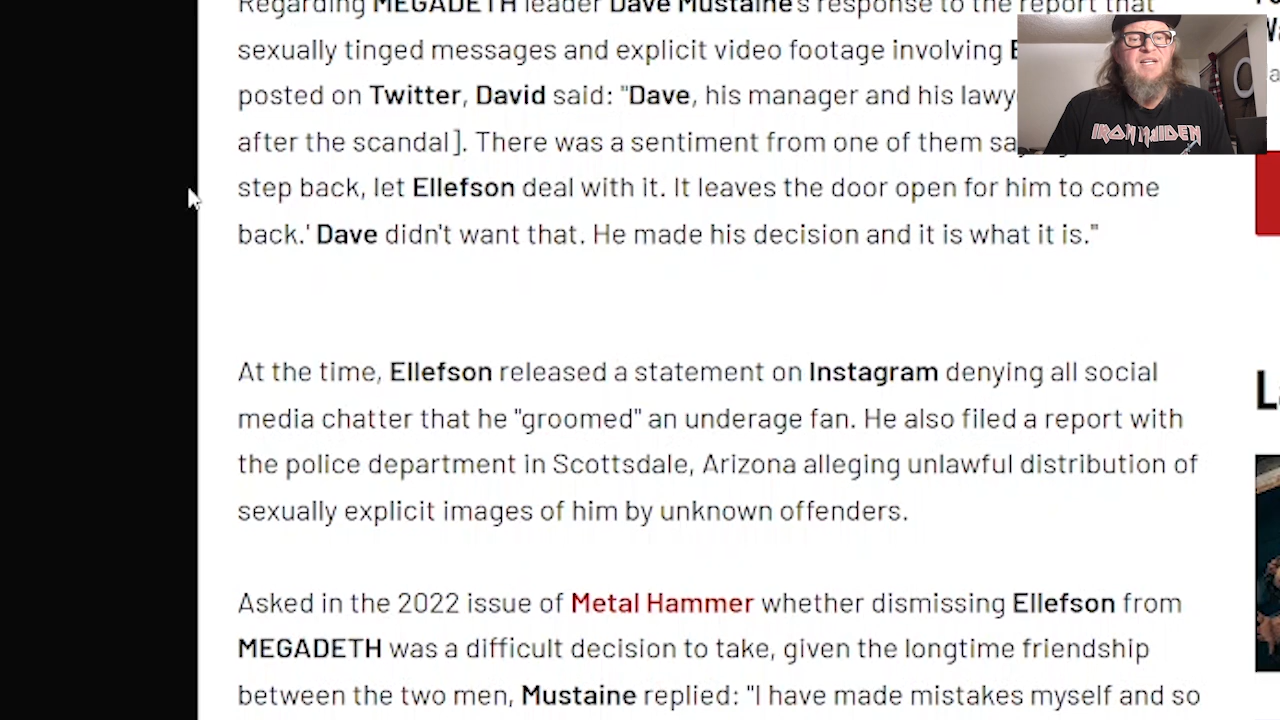 Regarding MEGADETH leader Dave Mustaine's response to the report that
sexually tinged messages and explicit video footage involving
posted on Twitter, David said: "Dave, his manager and his
after the scandal]. There was a sentiment from one of them
step back, let Ellefson deal with it. It leaves the door open for him to come
back.' Dave didn't want that. He made his decision and it is what it is."
At the time, Ellefson released a statement on Instagram denying all social
media chatter that he "groomed" an underage fan. He also filed a report with
the police department in Scottsdale, Arizona alleging unlawful distribution of
sexually explicit images of him by unknown offenders.
Asked in the 2022 issue of Metal Hammer whether dismissing Ellefson from
MEGADETH was a difficult decision to take, given the longtime friendship
between the two men, Mustaine replied: "I have made mistakes myself and so
IRON MAIDEN